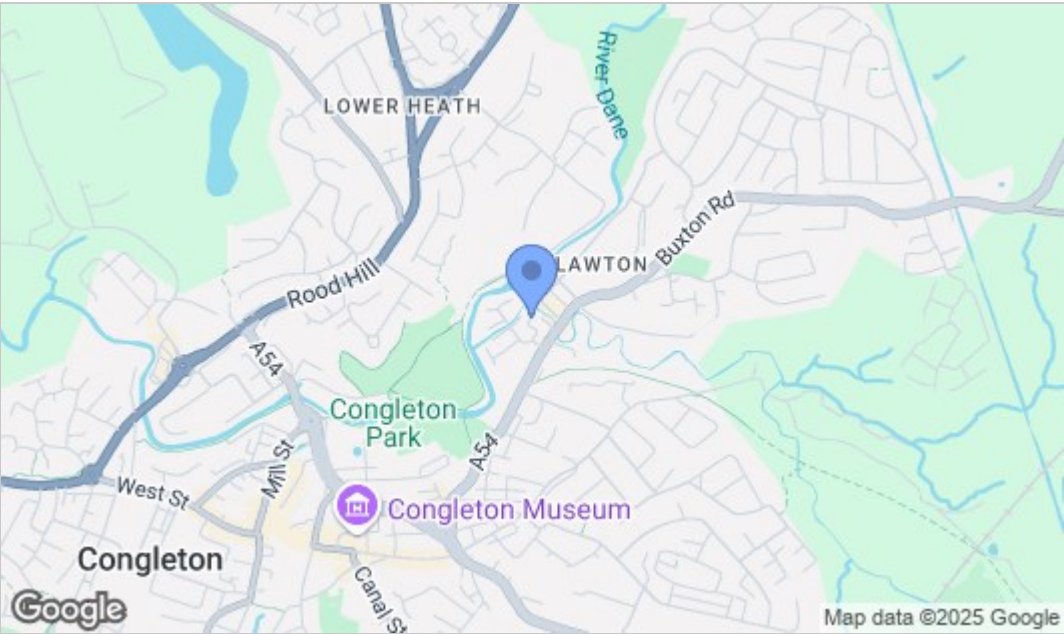 River Dane
LOWER HEATH
Buxton Rd
LAWTON
Rood Hill
A54
Congleton
Park
A54
Mill St
West St
Congleton Museum
Congleton
Canal St
Google
Map data ©2025 Google